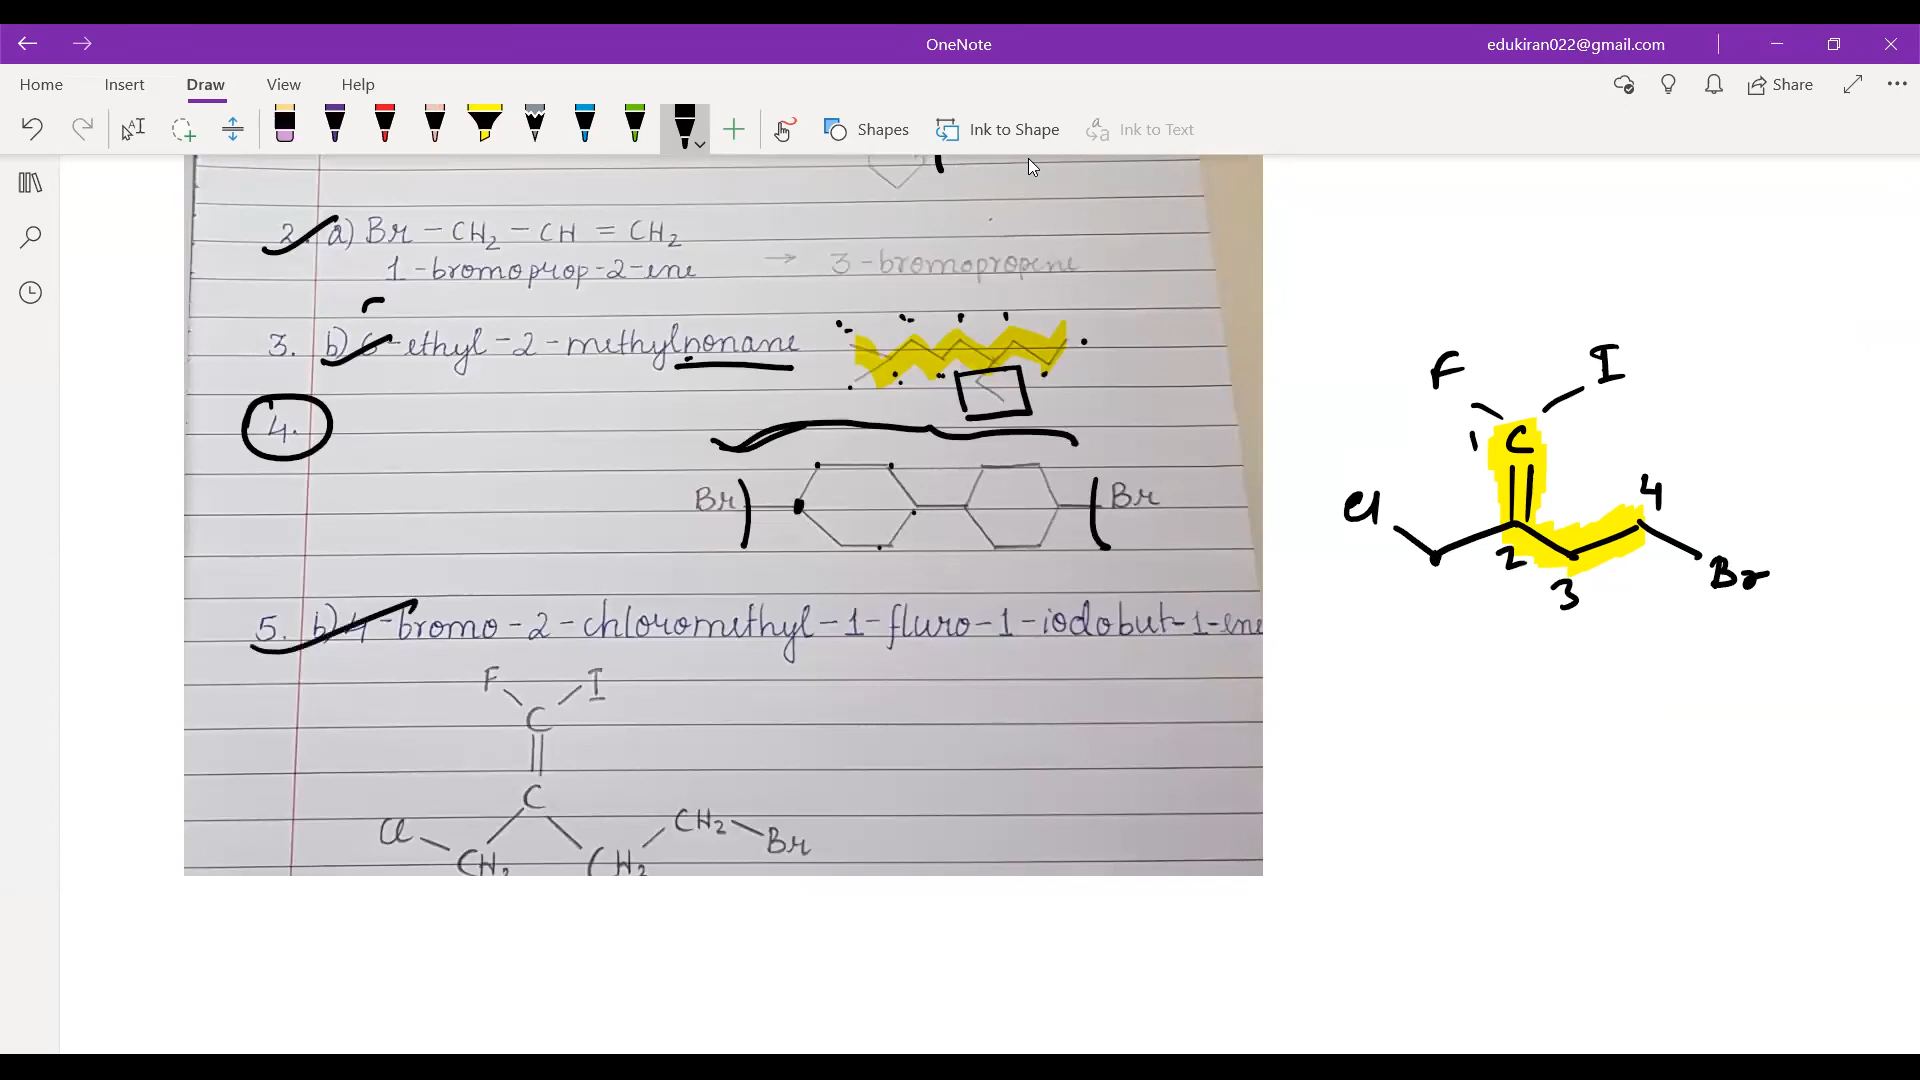 OneNote
edukiran022@gmail.com
Home
Insert
Draw
View
Help
Share
Shapes
Ink to Shape
Ink to Text
2. a) Br – CH2 – CH = CH2
1-bromoprop-2-ene → 3-bromopropene
3. b) 6-ethyl-2-methylnonane
4.
Br Br
5. b) 4-bromo-2-chloromethyl-1-fluro-1-iodobut-1-ene
F I
C
C
Cl CH2 Br
CH2 CH2
F I
1 C
Cl 4
2 Br
3